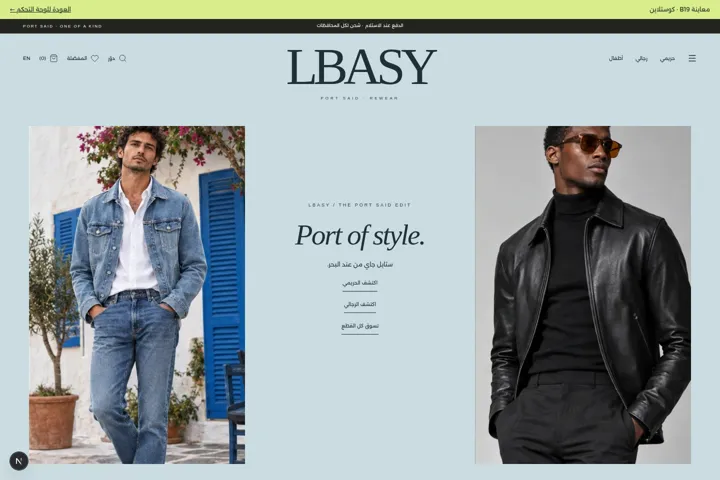 معاينة B19 · كوستلاين
العودة للوحة التحكم ←
PORT SAID · ONE OF A KIND
الدفع عند الاستلام · شحن لكل المحافظات
حريمي
رجالي
أطفال
LBASY
PORT SAID · REWEAR
دوّر
المفضلة
(0)
EN
LBASY / THE PORT SAID EDIT
Port of style.
ستايل جاي من عند البحر.
اكتشف الحريمي
اكتشف الرجالي
تسوق كل القطع
N